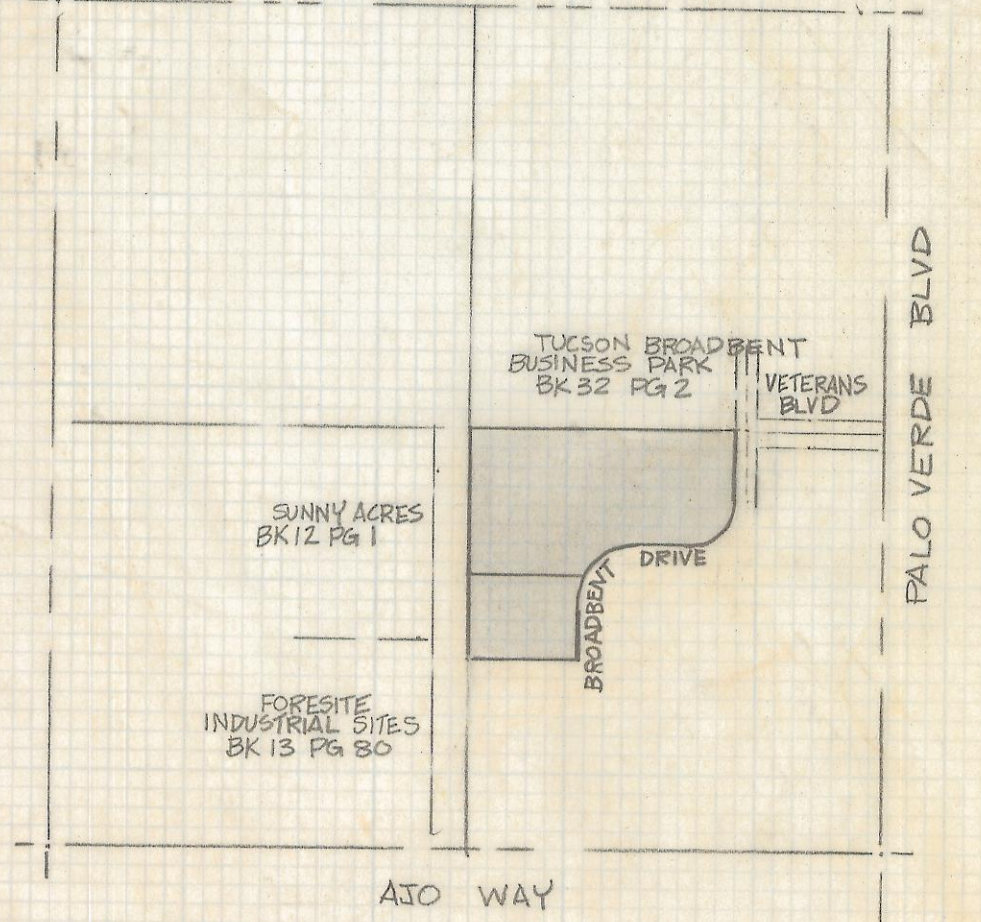 TUCSON BROADBENT
BUSINESS PARK
BK 32 PG 2
VETERANS
BLVD
PALO VERDE BLVD
SUNNY ACRES
BK 12 PG 1
DRIVE
BROADBENT
FORESITE
INDUSTRIAL SITES
BK 13 PG 80
AJO WAY